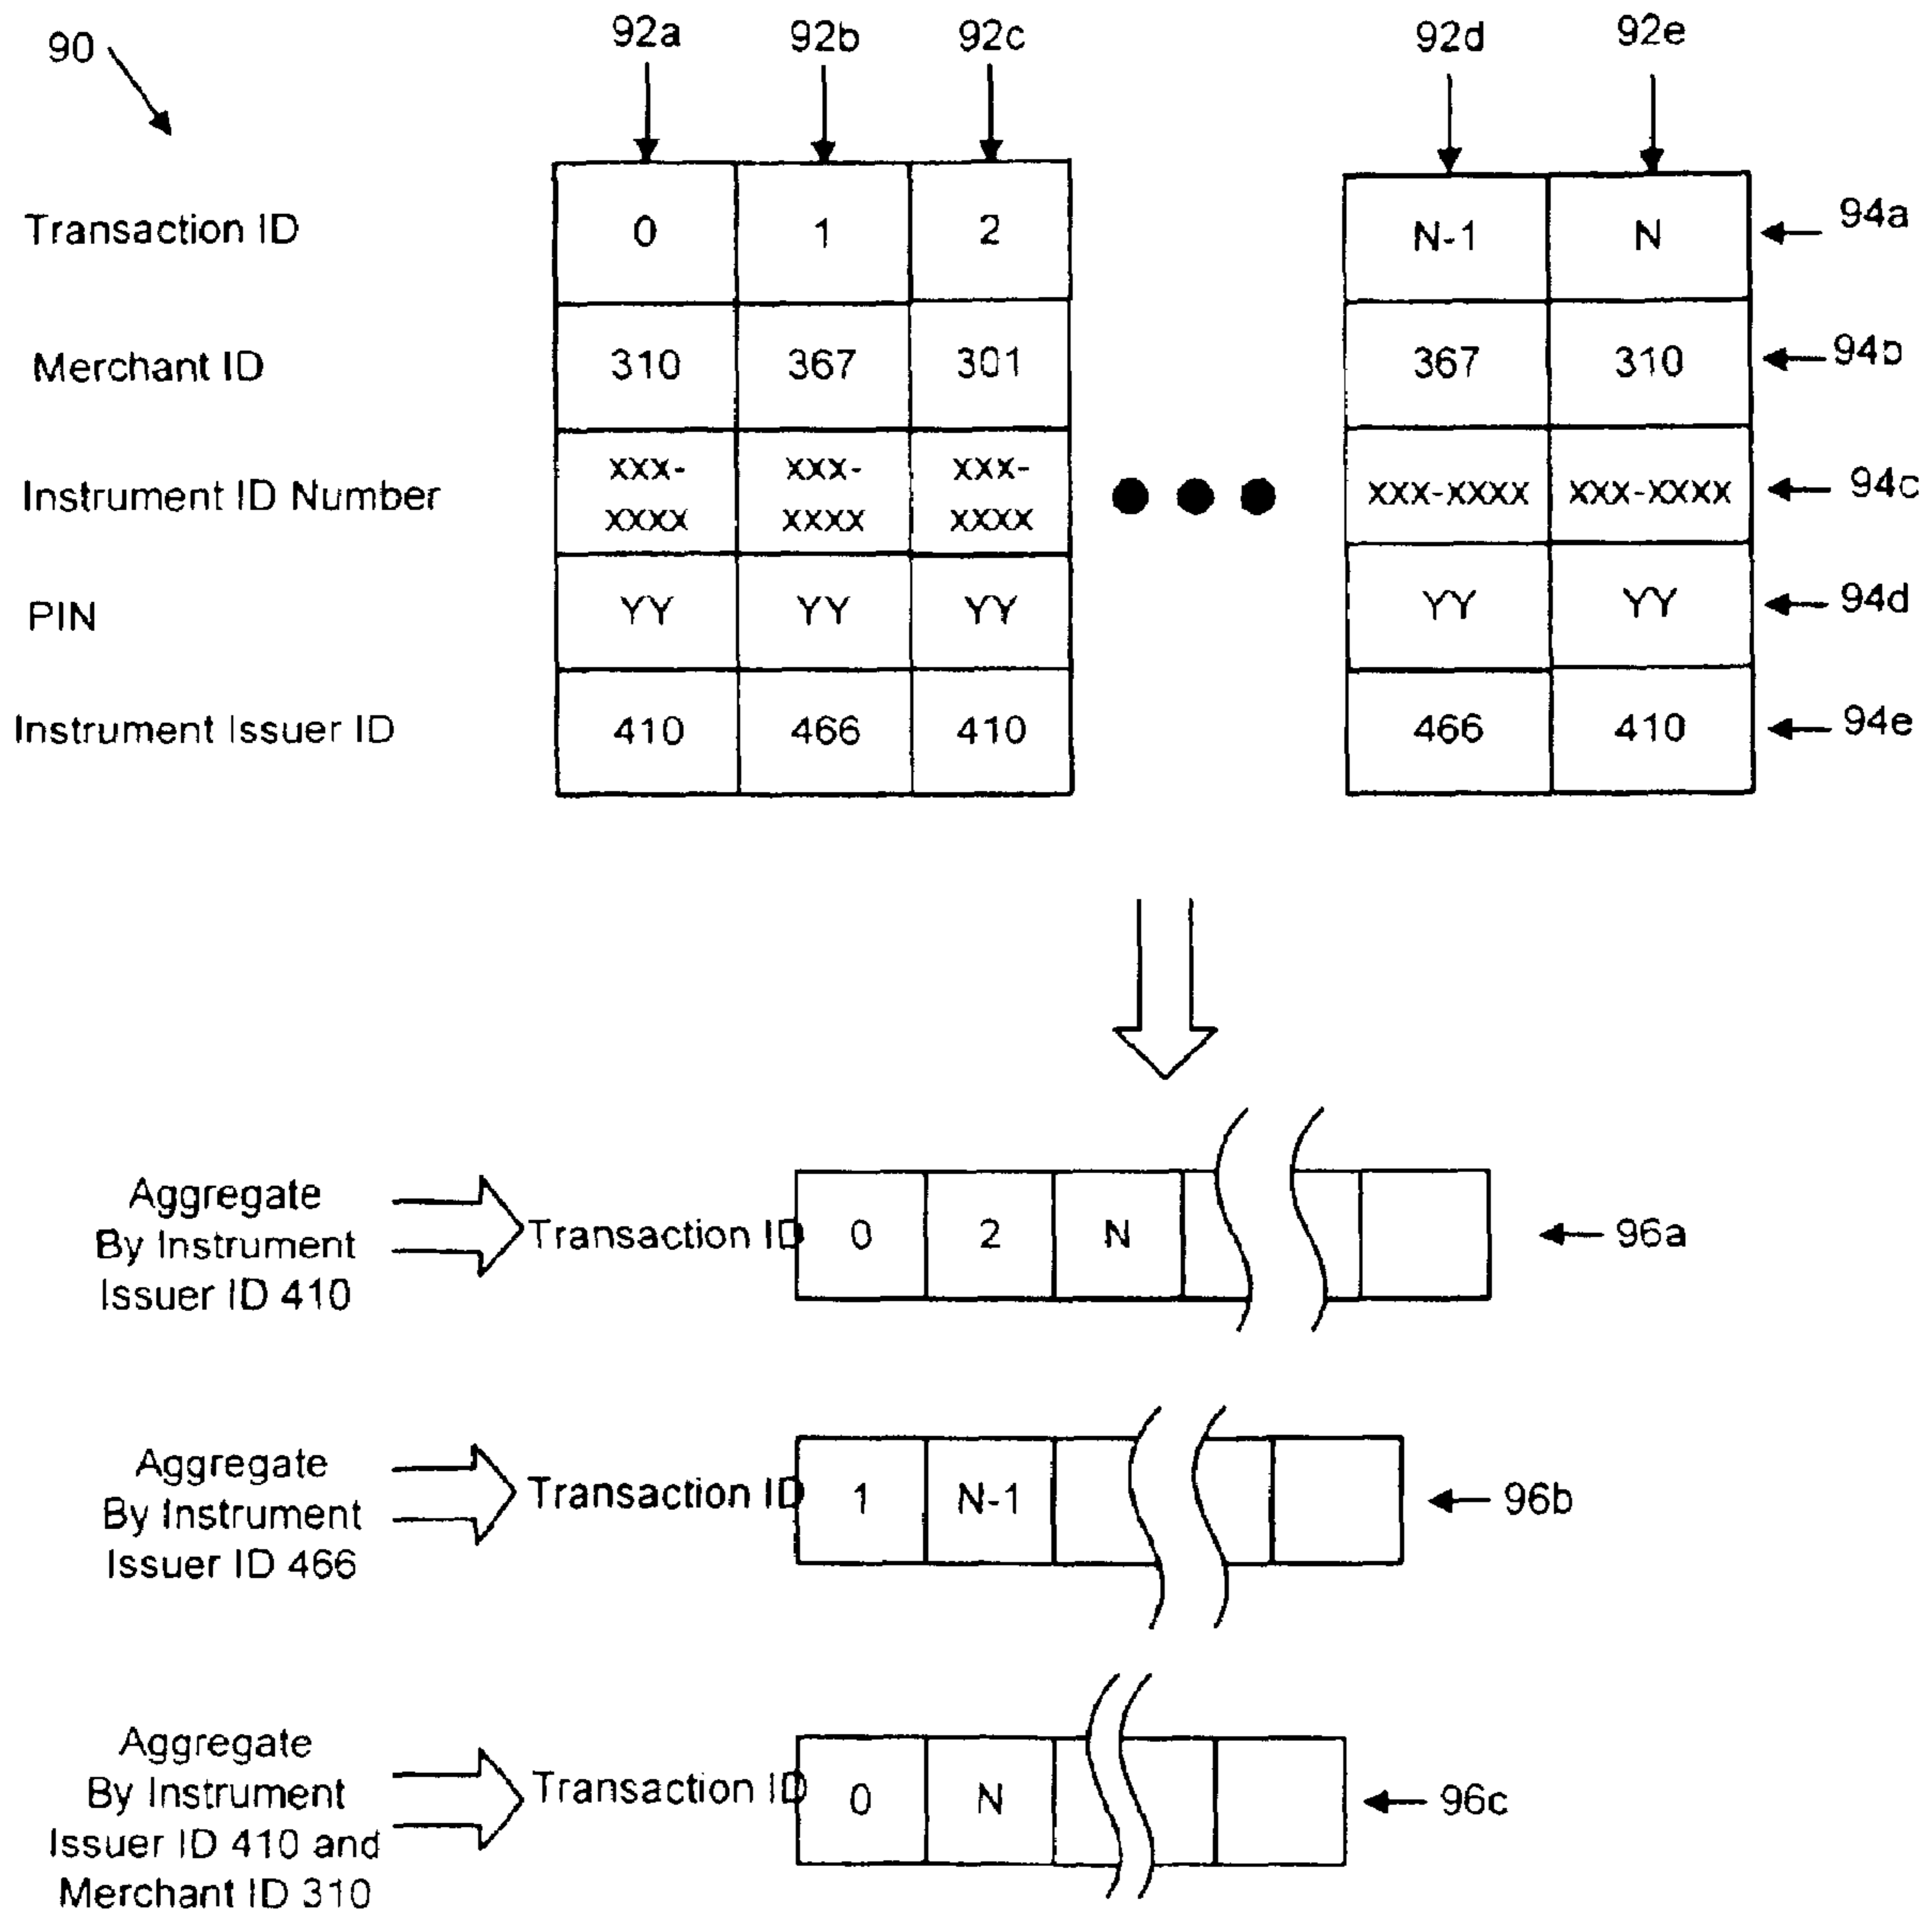 90
92a 92b 92c 92d 92e
Transaction ID 0 1 2 N-1 N 94a
Merchant ID 310 367 301 367 310 94b
Instrument ID Number XXX-XXXX XXX-XXXX XXX-XXXX XXX-XXXX XXX-XXXX 94c
PIN YY YY YY YY YY 94d
Instrument Issuer ID 410 466 410 466 410 94e
Aggregate
By Instrument
Issuer ID 410
Transaction ID 0 2 N 96a
Aggregate
By Instrument
Issuer ID 466
Transaction ID 1 N-1 96b
Aggregate
By Instrument
Issuer ID 410 and
Merchant ID 310
Transaction ID 0 N 96c